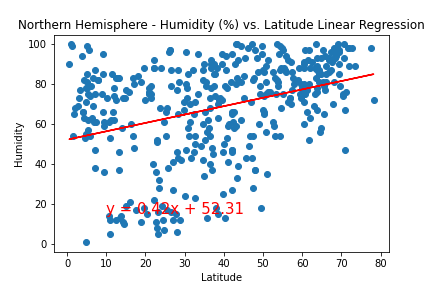 Northern Hemisphere - Humidity (%) vs. Latitude Linear Regression
100
80
60
40
20
0
Humidity
y = 0.42x + 52.31
0 10 20 30 40 50 60 70 80
Latitude